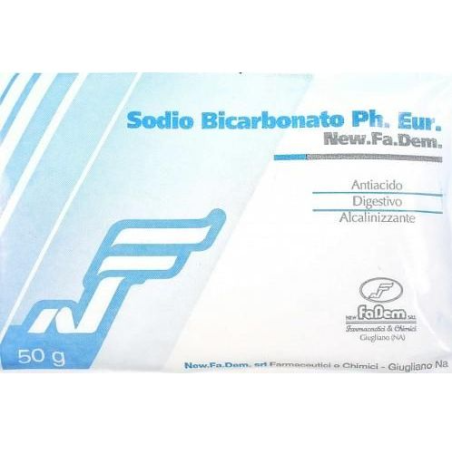 Sodio Bicarbonato Ph. Eur.
New.Fa.Dem.
Antiacido
Digestivo
Alcalinizzante
NEW FaDem SRL
Farmaceutici & Chimici
Giugliano (NA)
50 g
New.Fa.Dem. srl Farmaceutici e Chimici - Giugliano Na